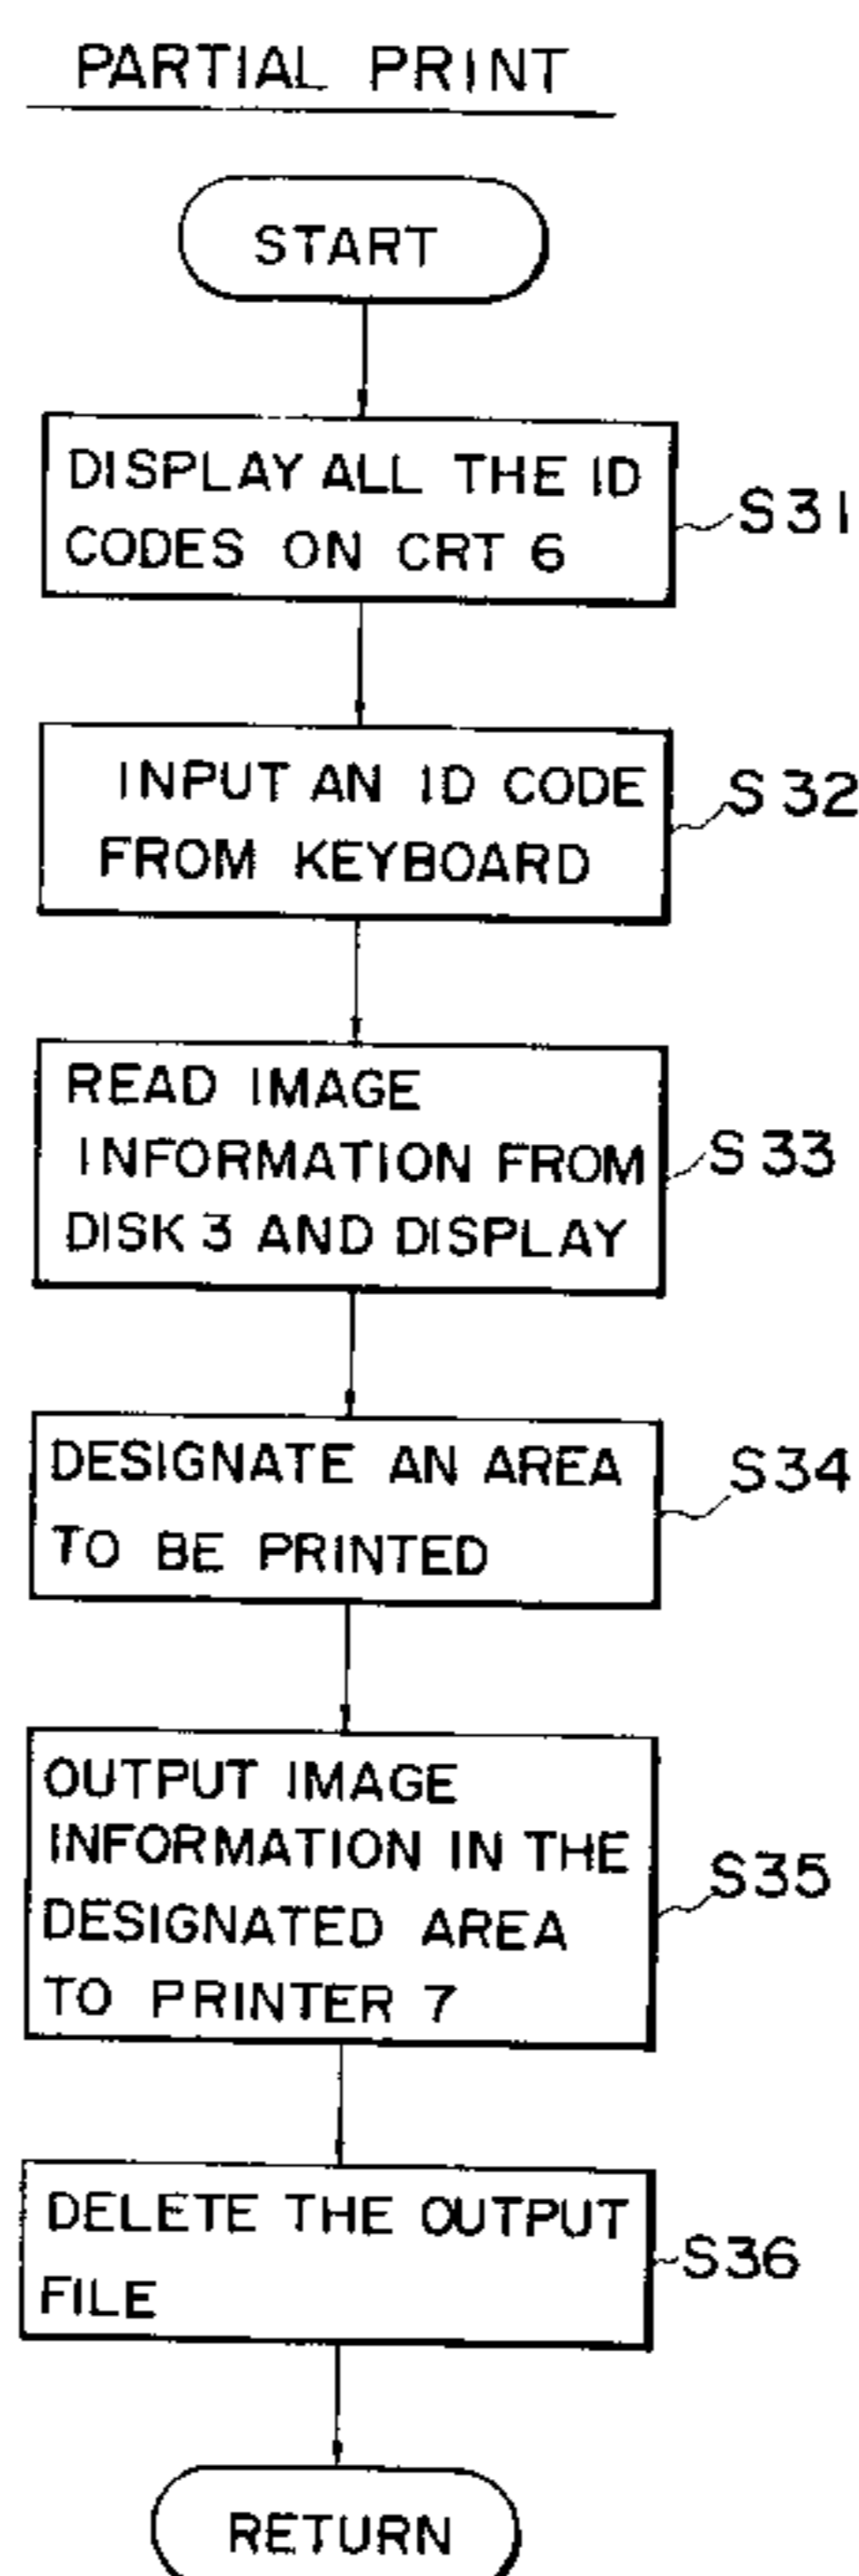 PARTIAL PRINT
START
DISPLAY ALL THE ID
CODES ON CRT 6
S31
INPUT AN ID CODE
FROM KEYBOARD
S32
READ IMAGE
INFORMATION FROM
DISK 3 AND DISPLAY
S33
DESIGNATE AN AREA
TO BE PRINTED
S34
OUTPUT IMAGE
INFORMATION IN THE
DESIGNATED AREA
TO PRINTER 7
S35
DELETE THE OUTPUT
FILE
S36
RETURN